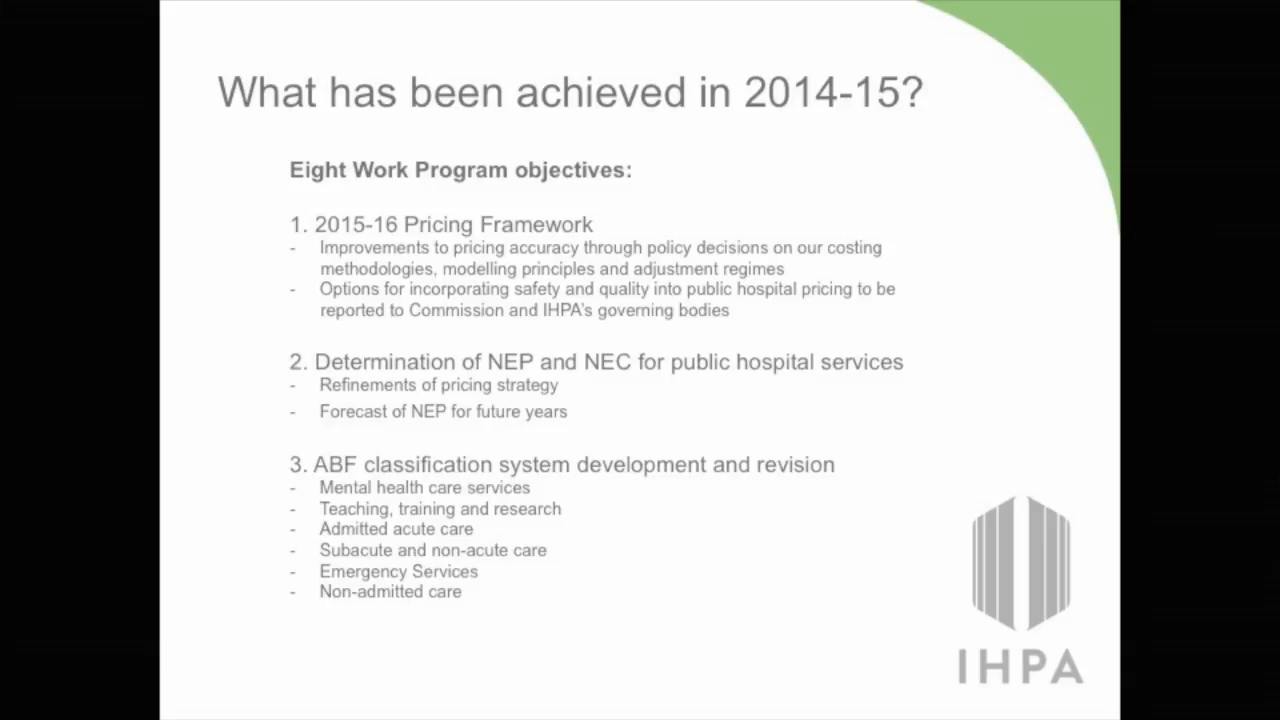 What has been achieved in 2014-15?
Eight Work Program objectives:
1. 2015-16 Pricing Framework
- Improvements to pricing accuracy through policy decisions on our costing
methodologies, modelling principles and adjustment regimes
- Options for incorporating safety and quality into public hospital pricing to be
reported to Commission and IHPA's governing bodies
2. Determination of NEP and NEC for public hospital services
- Refinements of pricing strategy
- Forecast of NEP for future years
3. ABF classification system development and revision
- Mental health care services
- Teaching, training and research
- Admitted acute care
- Subacute and non-acute care
- Emergency Services
- Non-admitted care
IHPA